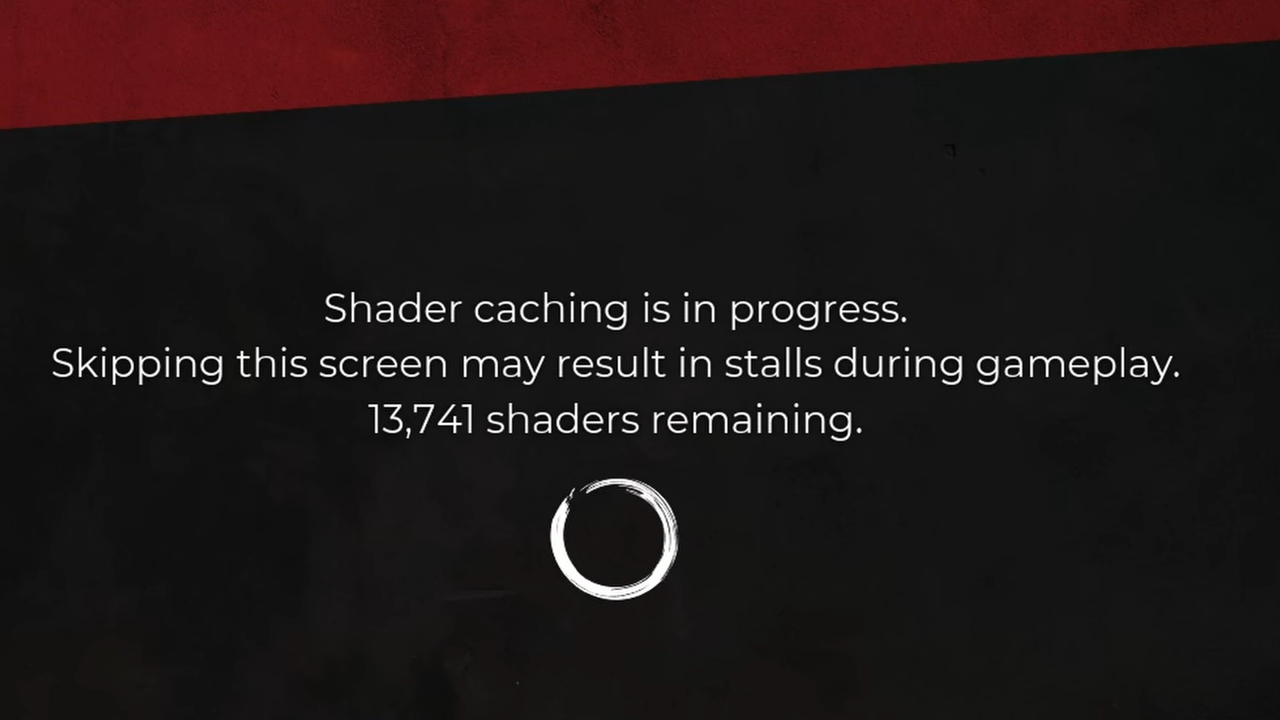 Shader caching is in progress.
Skipping this screen may result in stalls during gameplay.
13,741 shaders remaining.